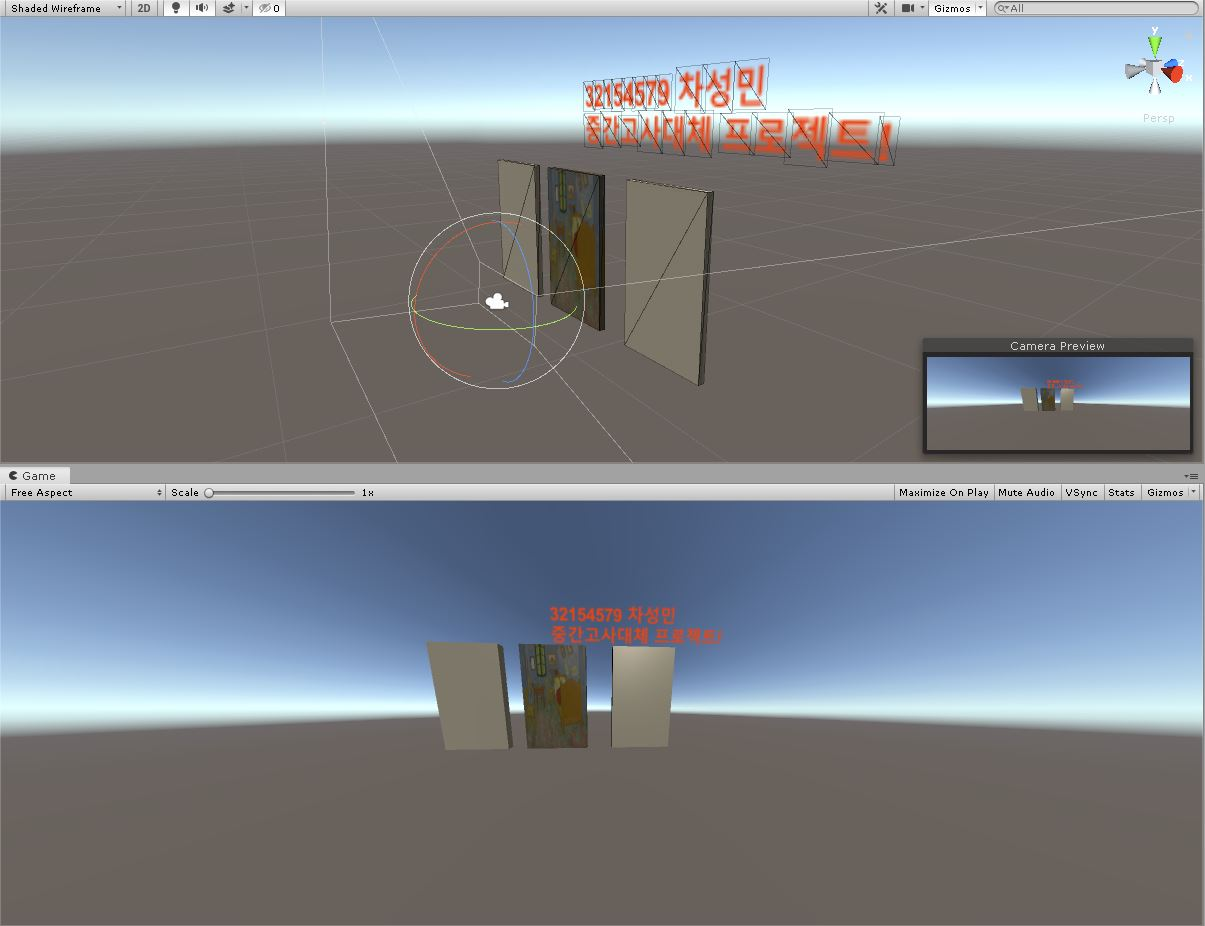 Shaded Wireframe 2D 0 Gizmos All
y
z
x
Persp
32154579 차성민
중간고사대체 프로젝트!
Camera Preview
Game
Free Aspect Scale 1x Maximize On Play Mute Audio VSync Stats Gizmos
32154579 차성민
중간고사대체 프로젝트!